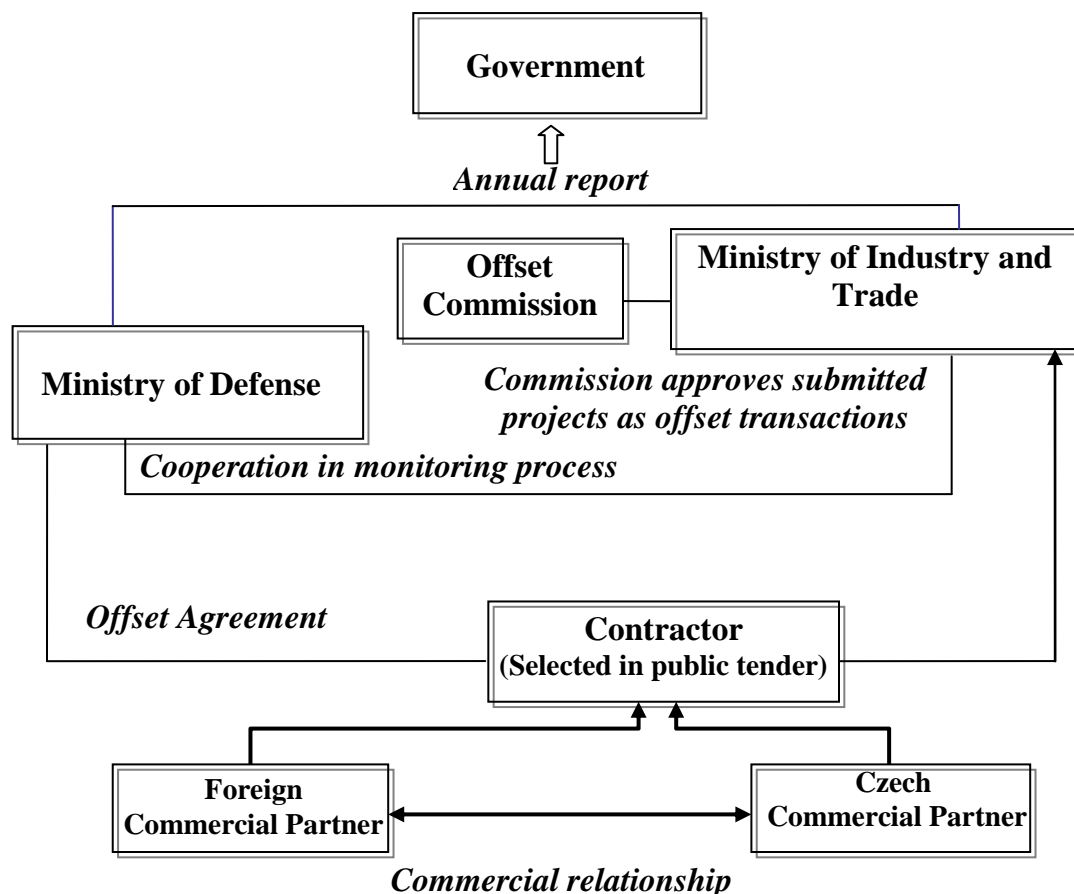 Government
Annual report
Offset
Commission
Ministry of Industry and
Trade
Ministry of Defense
Commission approves submitted
projects as offset transactions
Cooperation in monitoring process
Offset Agreement
Contractor
(Selected in public tender)
Foreign
Commercial Partner
Czech
Commercial Partner
Commercial relationship